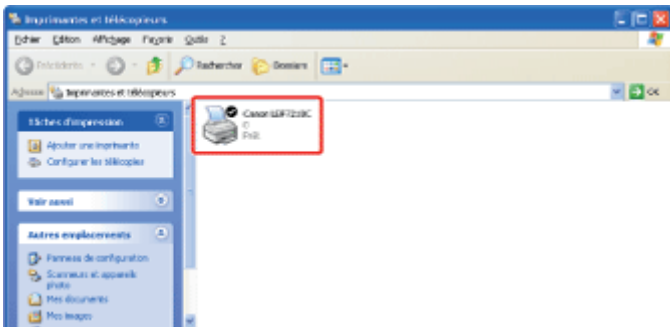 Imprimantes et télécopieurs
Fichier Edition Affichage Favoris Outils ?
Précédente Rechercher Dossiers
Adresse Imprimantes et télécopieurs OK
Tâches d'impression
Ajouter une imprimante
Configurer les télécopies
Canon LBP7210C
0
Prêt
Voir aussi
Autres emplacements
Panneau de configuration
Scanneurs et appareils
photo
Mes documents
Mes images